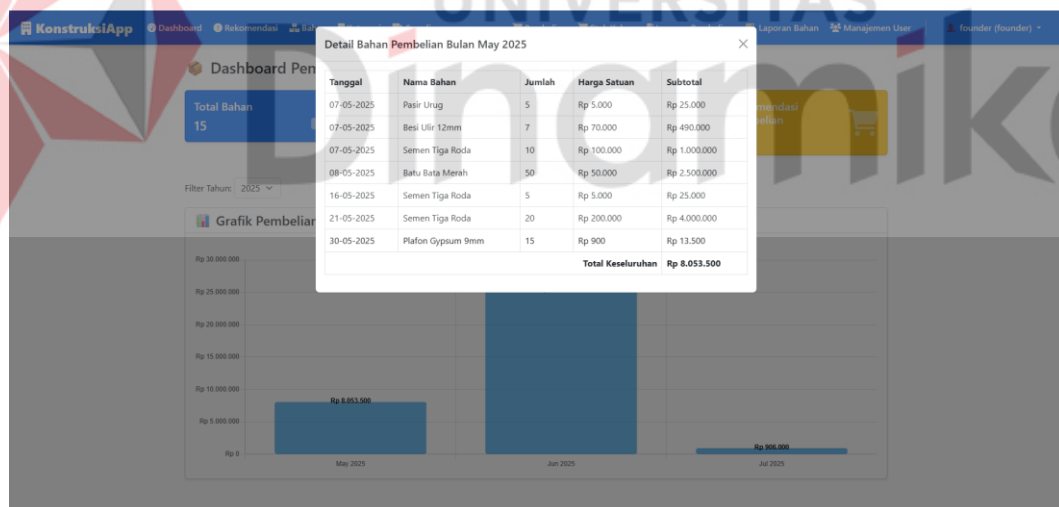 UNIVERSITAS
Dinamika
KonstruksiApp Dashboard Rekomendasi Laporan Bahan Manajemen User founder (founder)
Dashboard Pen
Total Bahan
15
Filter Tahun: 2025
Grafik Pembelian
Detail Bahan Pembelian Bulan May 2025
Tanggal Nama Bahan Jumlah Harga Satuan Subtotal
07-05-2025 Pasir Urug 5 Rp 5.000 Rp 25.000
07-05-2025 Besi Ulir 12mm 7 Rp 70.000 Rp 490.000
07-05-2025 Semen Tiga Roda 10 Rp 100.000 Rp 1.000.000
08-05-2025 Batu Bata Merah 50 Rp 50.000 Rp 2.500.000
16-05-2025 Semen Tiga Roda 5 Rp 5.000 Rp 25.000
21-05-2025 Semen Tiga Roda 20 Rp 200.000 Rp 4.000.000
30-05-2025 Plafon Gypsum 9mm 15 Rp 900 Rp 13.500
Total Keseluruhan Rp 8.053.500
Rp 30.000.000
Rp 25.000.000
Rp 20.000.000
Rp 15.000.000
Rp 10.000.000
Rp 5.000.000
Rp 0
Rp 8.053.500
Rp 906.000
May 2025 Jun 2025 Jul 2025